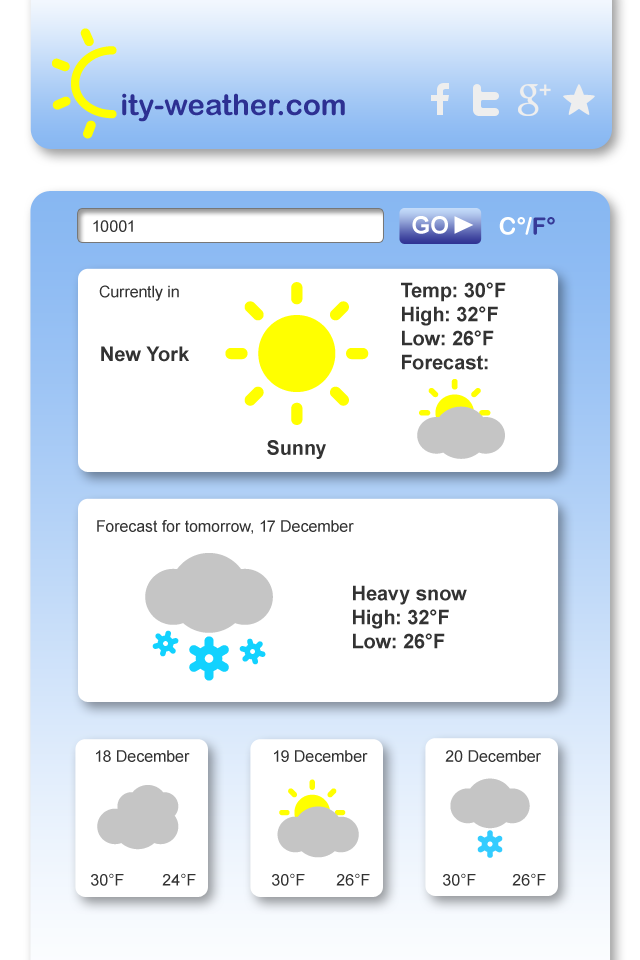 City-weather.com
f t g+
10001 GO C°/F°
Currently in
New York
Sunny
Temp: 30°F
High: 32°F
Low: 26°F
Forecast:
Forecast for tomorrow, 17 December
Heavy snow
High: 32°F
Low: 26°F
18 December
30°F 24°F
19 December
30°F 26°F
20 December
30°F 26°F